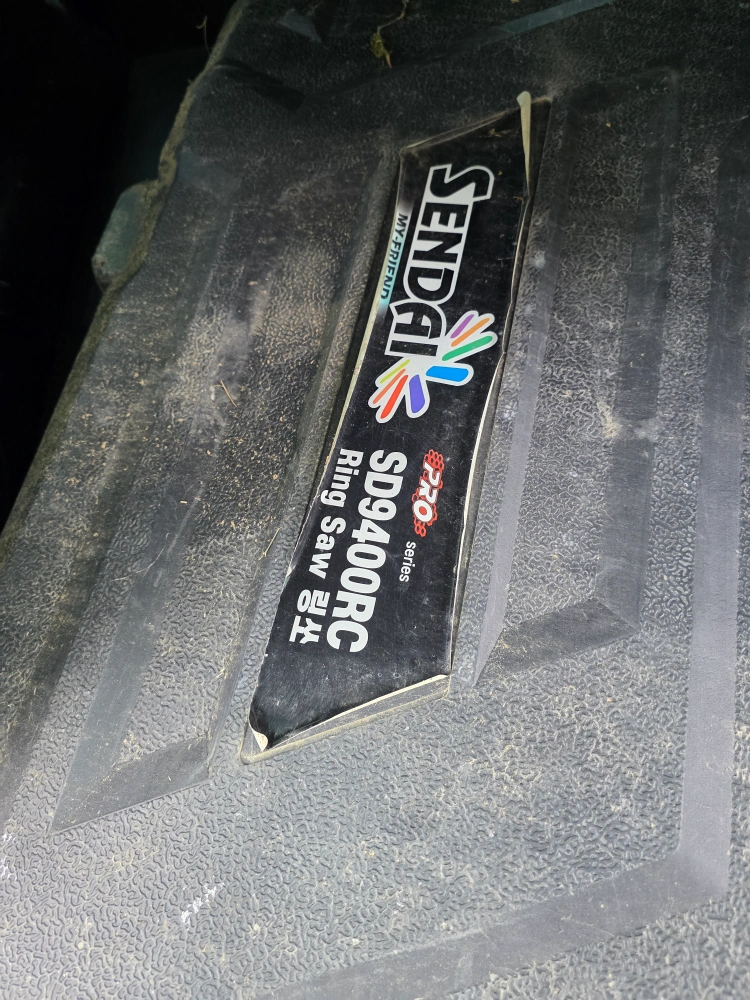 SENDAI
MY-FRIEND
PRO series
SD9400RC
Ring Saw 링쏘